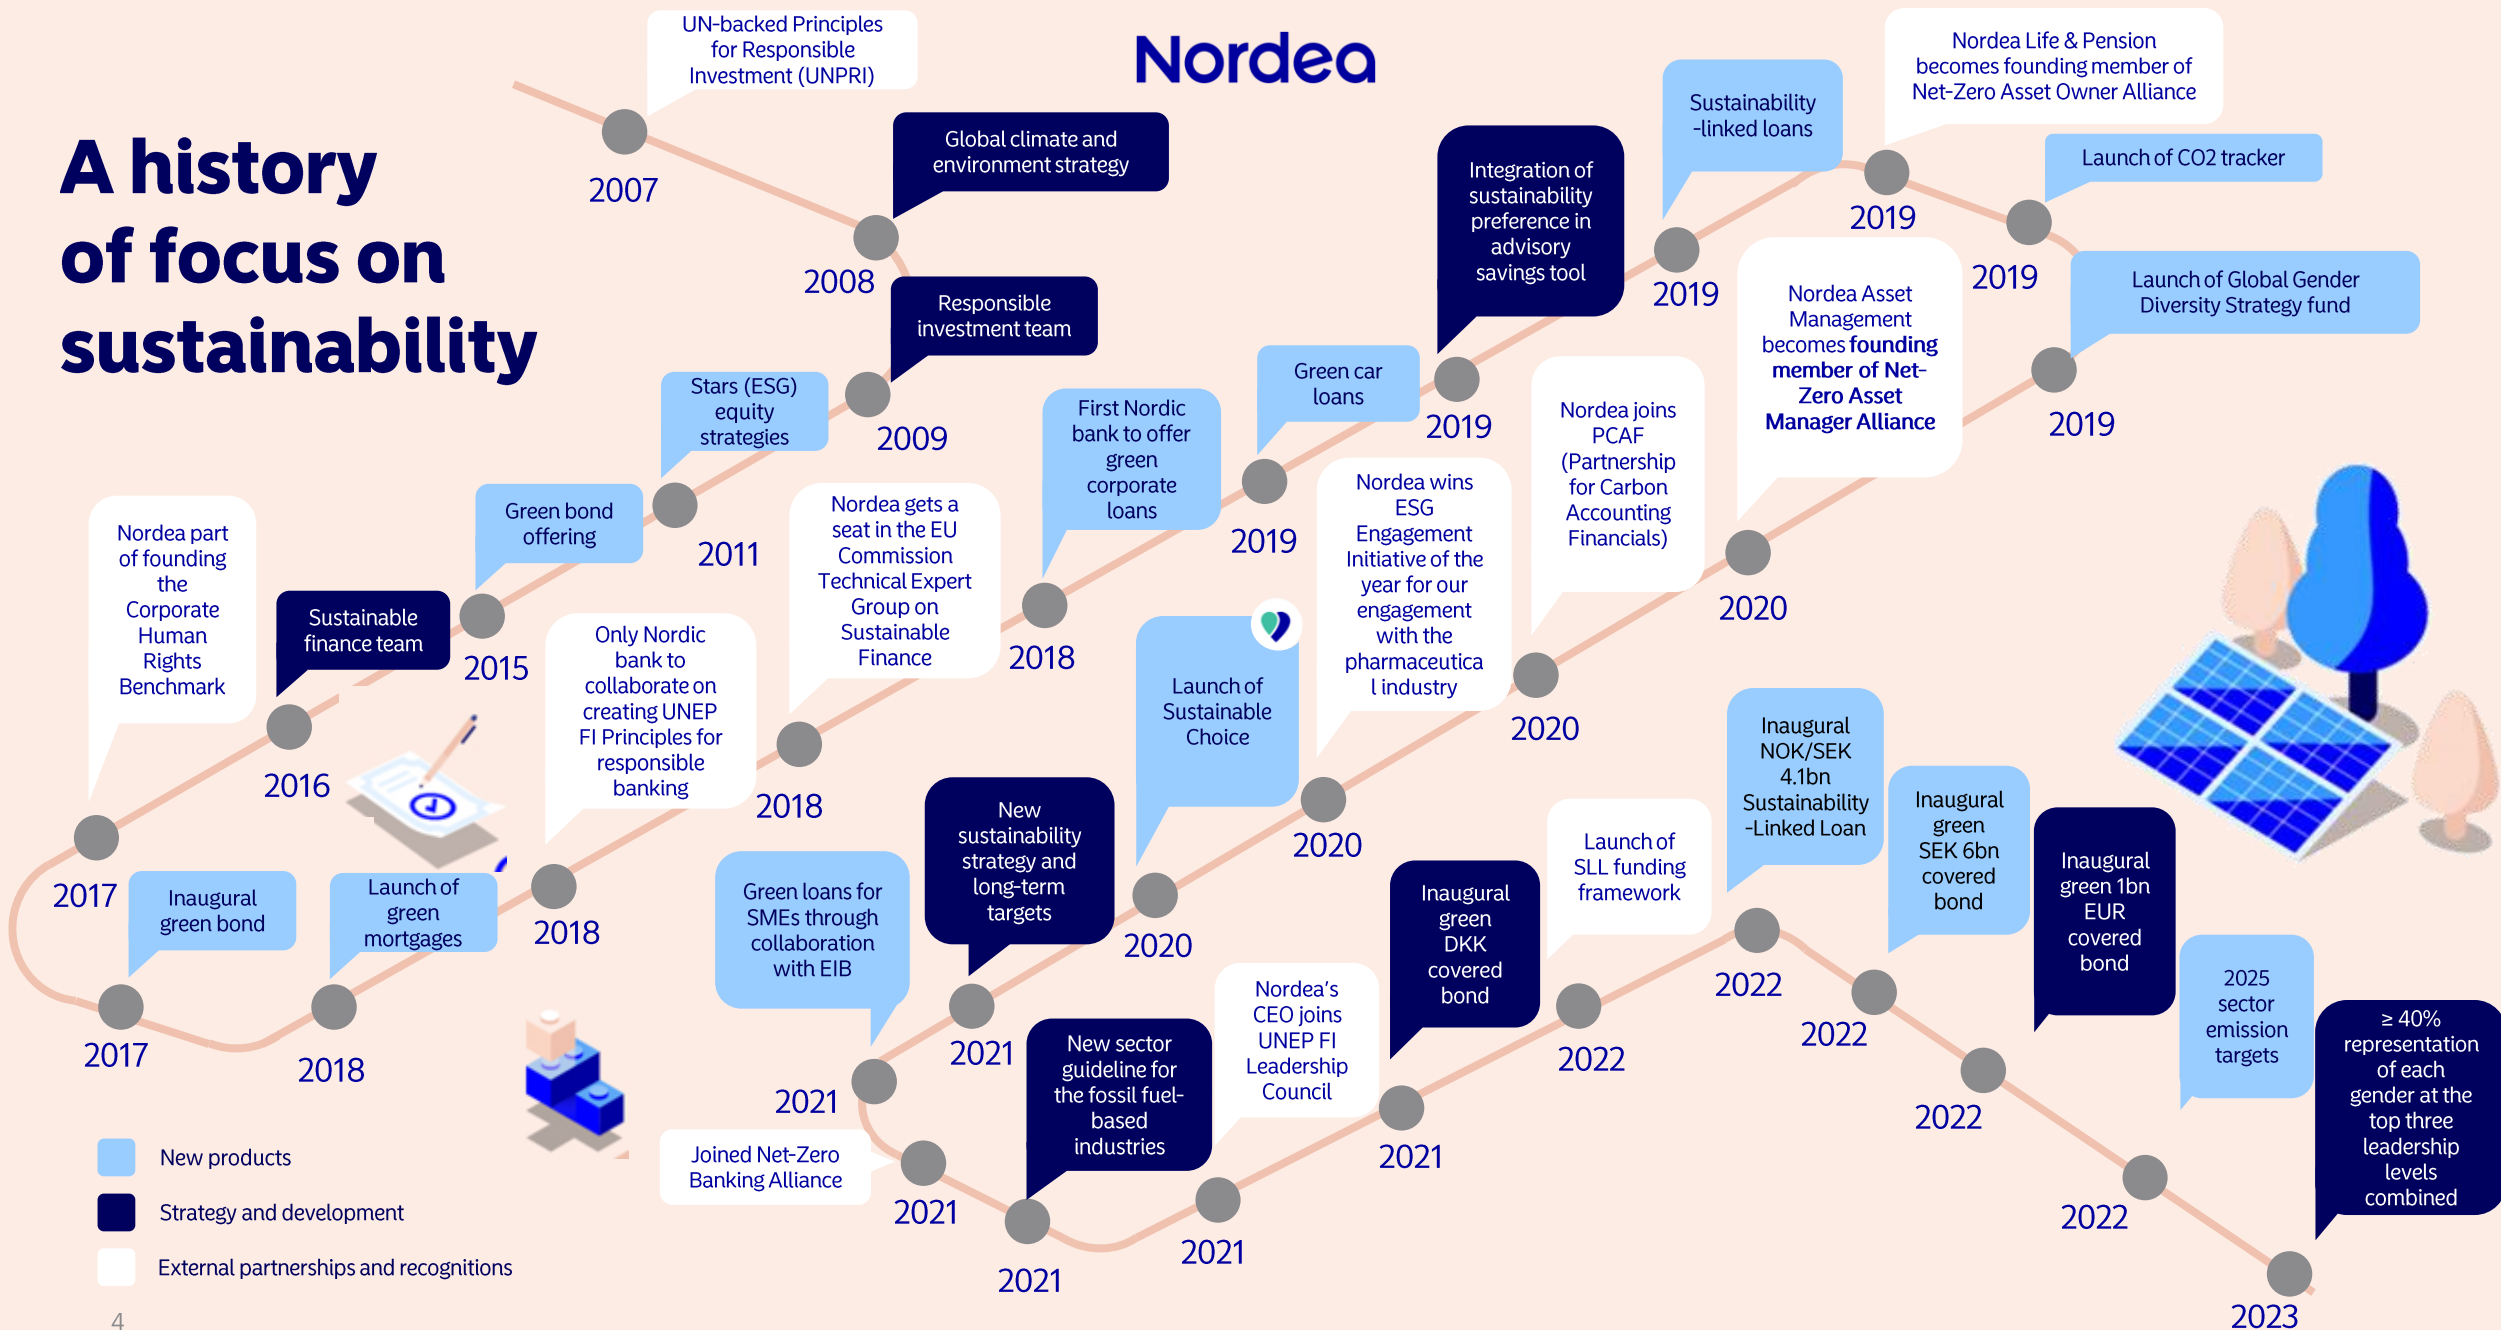 Nordea
A history
of focus on
sustainability
UN-backed Principles
for Responsible
Investment (UNPRI)
2007
Global climate and
environment strategy
2008
Responsible
investment team
2009
Stars (ESG)
equity
strategies
2011
Green bond
offering
2015
Sustainable
finance team
2016
Nordea part
of founding
the
Corporate
Human
Rights
Benchmark
2017
Inaugural
green bond
2017
Launch of
green
mortgages
2018
Only Nordic
bank to
collaborate on
creating UNEP
FI Principles for
responsible
banking
2018
Nordea gets a
seat in the EU
Commission
Technical Expert
Group on
Sustainable
Finance
2018
First Nordic
bank to offer
green
corporate
loans
2018
Green car
loans
2019
Integration of
sustainability
preference in
advisory
savings tool
2019
Sustainability
-linked loans
2019
Nordea Life & Pension
becomes founding member of
Net-Zero Asset Owner Alliance
2019
Launch of CO2 tracker
2019
Launch of Global Gender
Diversity Strategy fund
2019
Nordea Asset
Management
becomes founding
member of Net-
Zero Asset
Manager Alliance
2020
Nordea joins
PCAF
(Partnership
for Carbon
Accounting
Financials)
2020
Nordea wins
ESG
Engagement
Initiative of the
year for our
engagement
with the
pharmaceutica
l industry
2020
Launch of
Sustainable
Choice
2020
New
sustainability
strategy and
long-term
targets
2021
Green loans for
SMEs through
collaboration
with EIB
2021
Joined Net-Zero
Banking Alliance
2021
New sector
guideline for
the fossil fuel-
based
industries
2021
Nordea's
CEO joins
UNEP FI
Leadership
Council
2021
Inaugural
green
DKK
covered
bond
2021
Launch of
SLL funding
framework
2022
Inaugural
NOK/SEK
4.1bn
Sustainability
-Linked Loan
2022
Inaugural
green
SEK 6bn
covered
bond
2022
Inaugural
green 1bn
EUR
covered
bond
2022
2025
sector
emission
targets
2022
≥ 40%
representation
of each
gender at the
top three
leadership
levels
combined
2023
New products
Strategy and development
External partnerships and recognitions
4